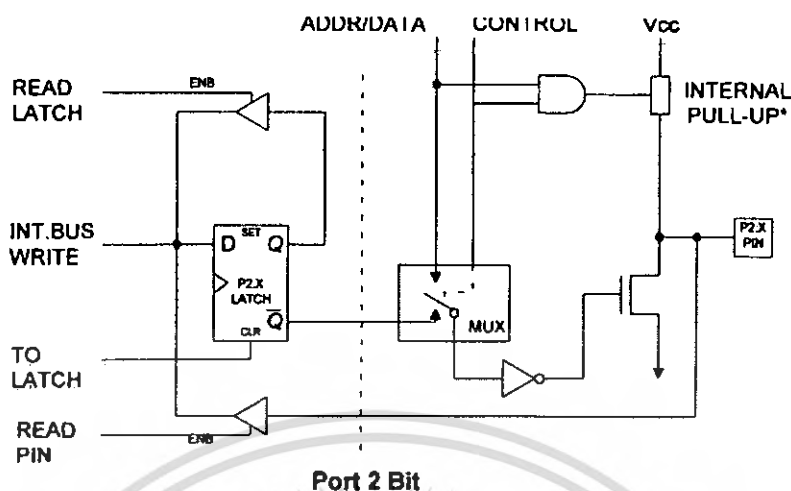 ADDR/DATA CONTROL Vcc
READ
LATCH
ENB
INTERNAL
PULL-UP*
INT.BUS
WRITE
D SET Q
P2.X
LATCH
Q̅
CLR
P2.X
PIN
MUX
TO
LATCH
READ
PIN
ENB
Port 2 Bit